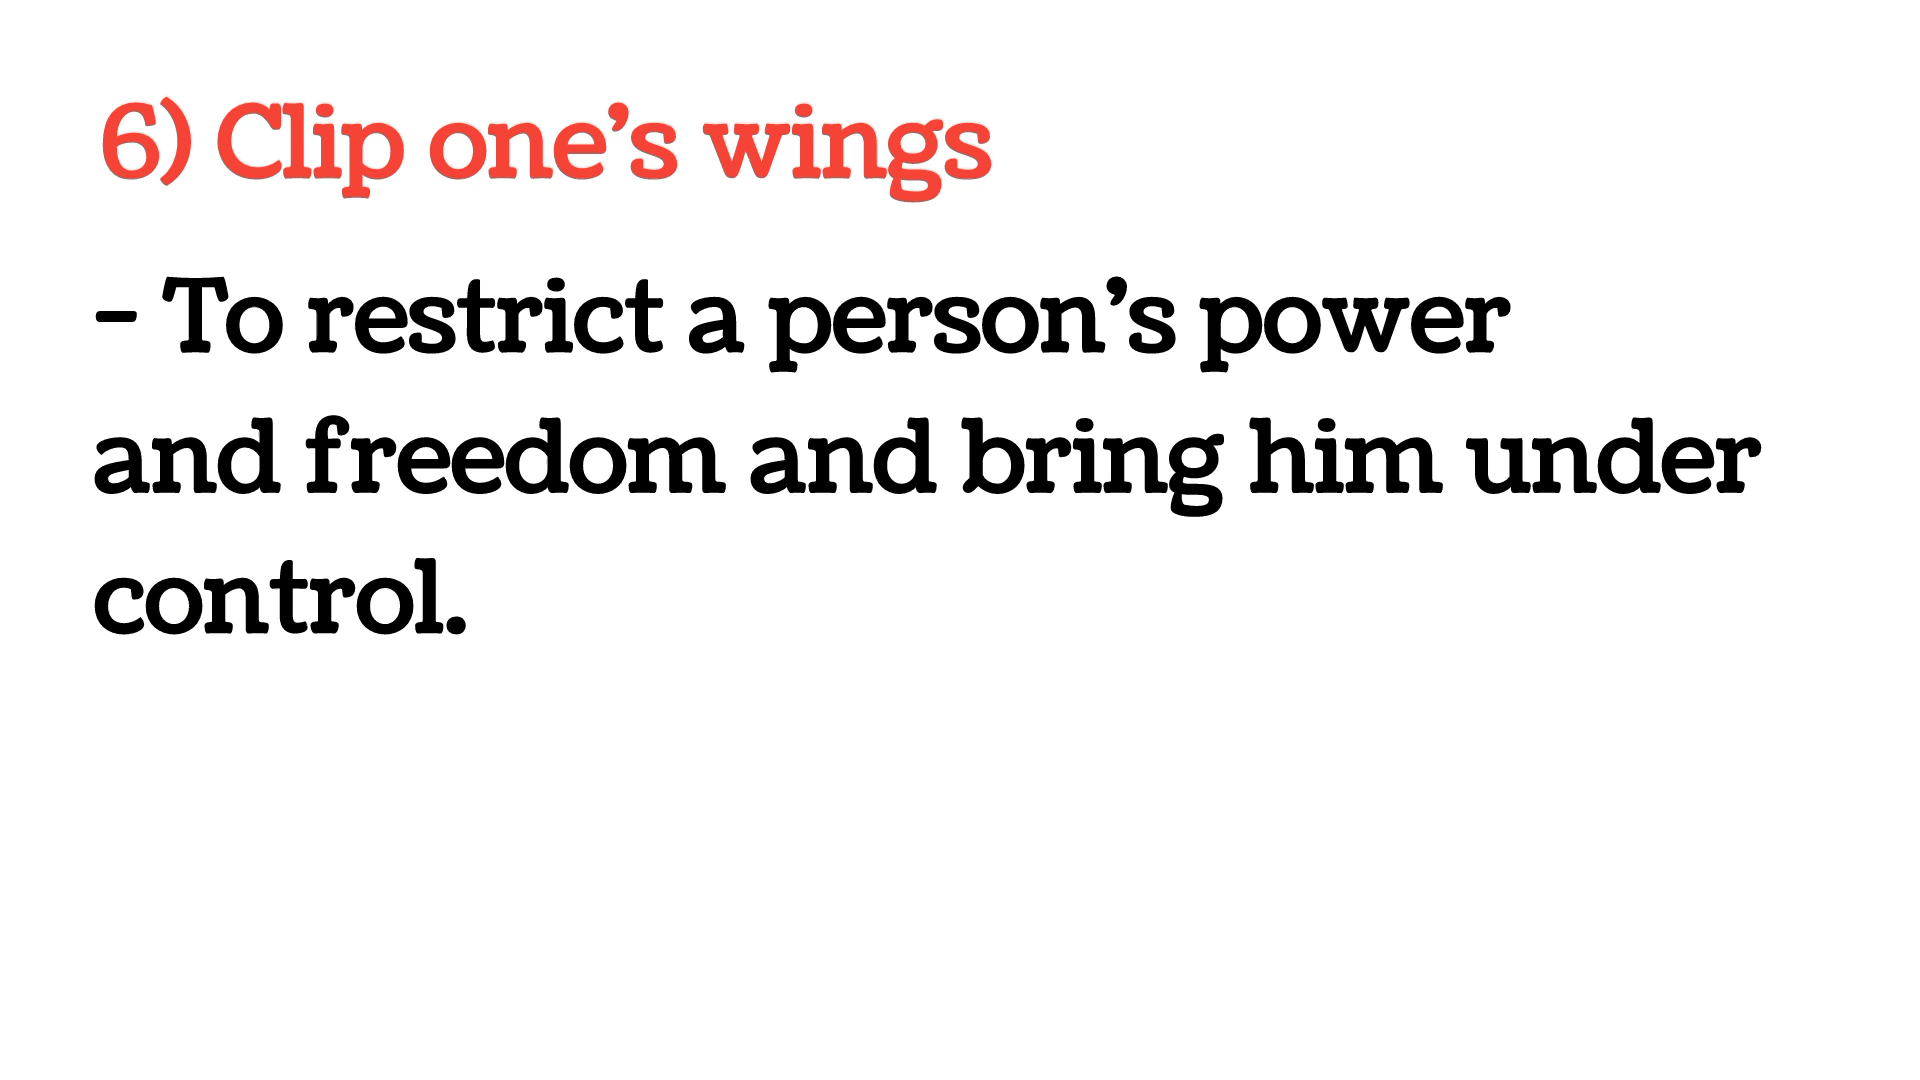 6) Clip one’s wings
- To restrict a person’s power
and freedom and bring him under
control.